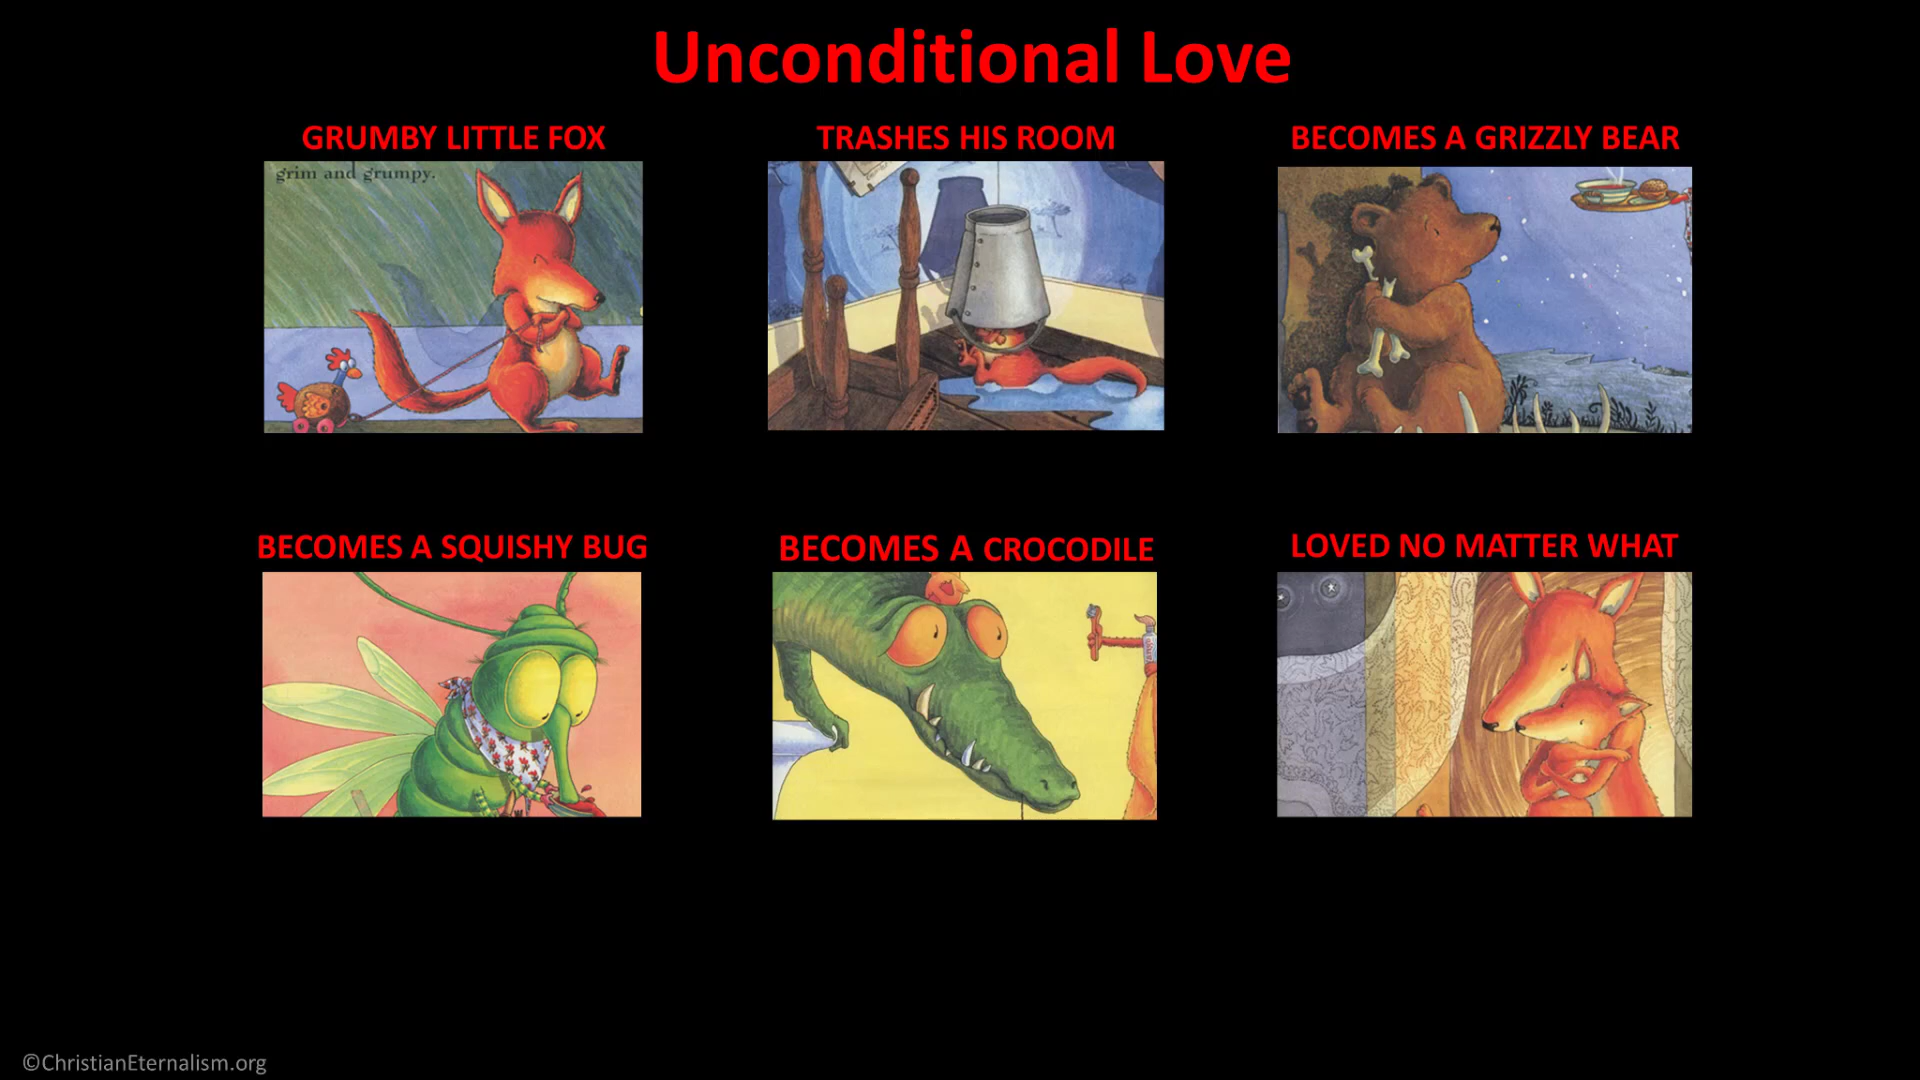 Unconditional Love
GRUMBY LITTLE FOX
TRASHES HIS ROOM
BECOMES A GRIZZLY BEAR
grim and grumpy.
BECOMES A SQUISHY BUG
BECOMES A CROCODILE
LOVED NO MATTER WHAT
©ChristianEternalism.org